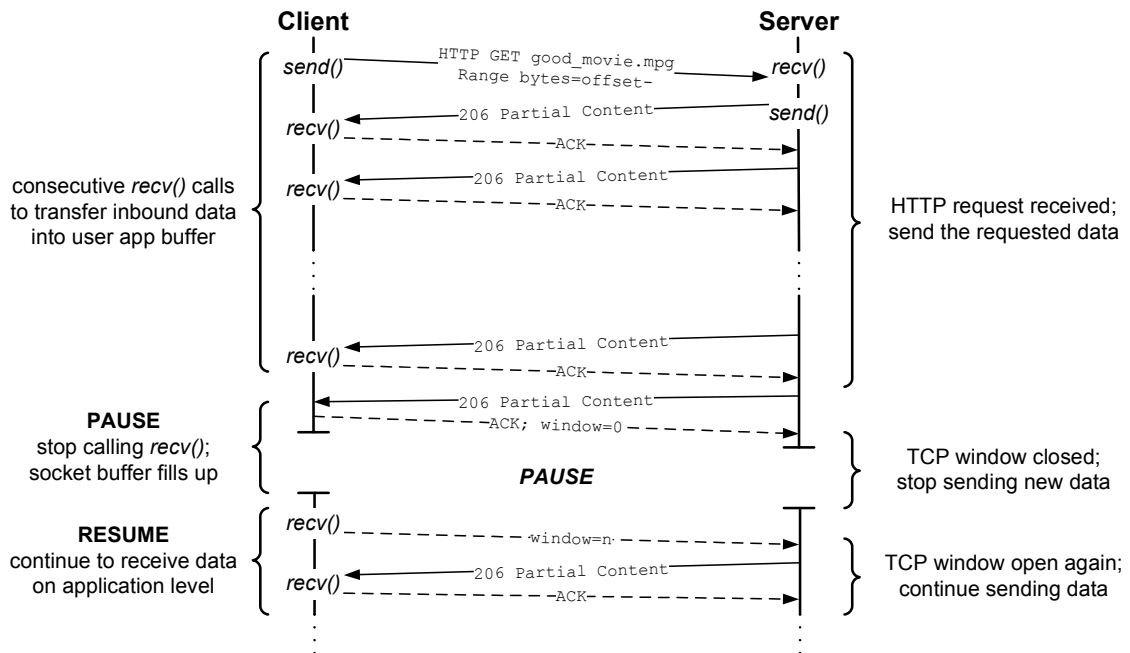 Client
Server
send()
HTTP GET good_movie.mpg
Range bytes=offset-
recv()
206 Partial Content
send()
recv()
ACK
206 Partial Content
recv()
ACK
consecutive recv() calls
to transfer inbound data
into user app buffer
HTTP request received;
send the requested data
206 Partial Content
recv()
ACK
206 Partial Content
ACK; window=0
PAUSE
stop calling recv();
socket buffer fills up
PAUSE
TCP window closed;
stop sending new data
RESUME
continue to receive data
on application level
recv()
window=n
206 Partial Content
recv()
ACK
TCP window open again;
continue sending data